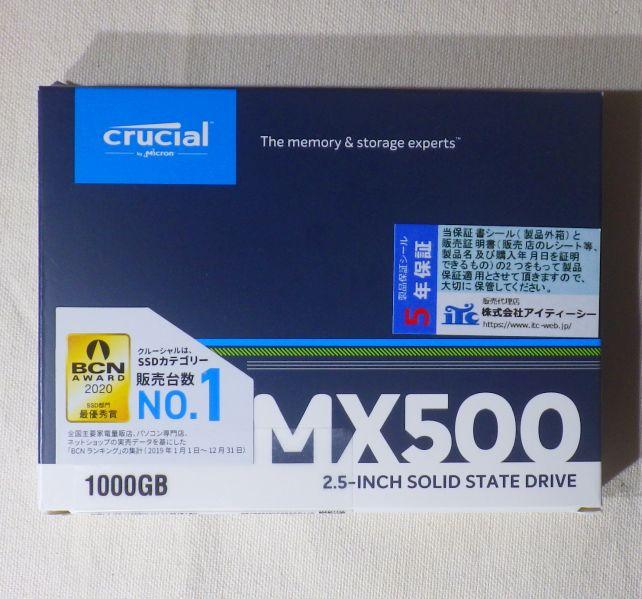 crucial
by Micron
The memory & storage experts™
製品保証シール
5年保証
当保証書シール(製品外箱)と
販売証明書(販売店のレシート等、
製品名及び購入年月日を証明
できるもの)の2つをもって製品
保証適用とさせて頂きますので、
大切に保管してください。
販売代理店
itc 株式会社アイティーシー
https://www.itc-web.jp/
BCN
AWARD
2020
SSD部門
最優秀賞
クルーシャルは、
SSDカテゴリー
販売台数
NO.1
全国主要家電量販店、パソコン専門店、
ネットショップの実売データを基にした
「BCNランキング」の集計(2019年1月1日～12月31日)
MX500
2.5-INCH SOLID STATE DRIVE
1000GB